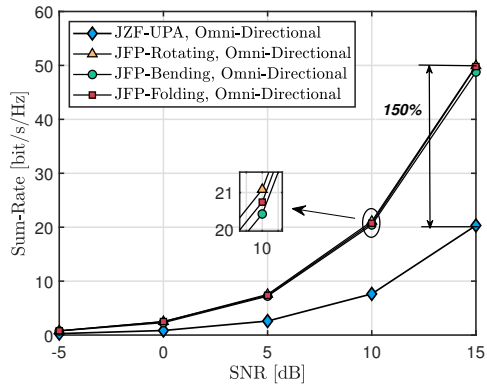 JZF-UPA, Omni-Directional
JFP-Rotating, Omni-Directional
JFP-Bending, Omni-Directional
JFP-Folding, Omni-Directional
60
50
40
30
20
10
0
Sum-Rate [bit/s/Hz]
150%
21
20
10
-5
0
5
10
15
SNR [dB]